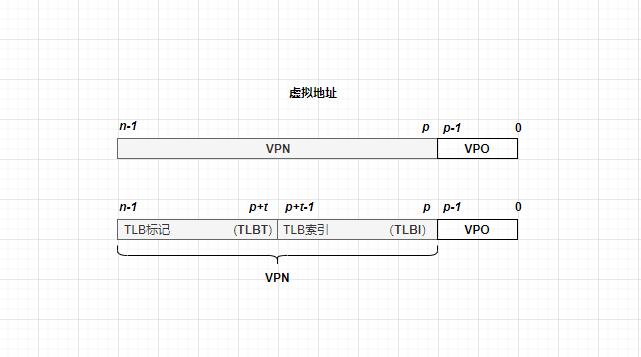 虚拟地址
n-1 p p-1 0
VPN VPO
n-1 p+t p+t-1 p p-1 0
TLB标记 (TLBT) TLB索引 (TLBI) VPO
VPN